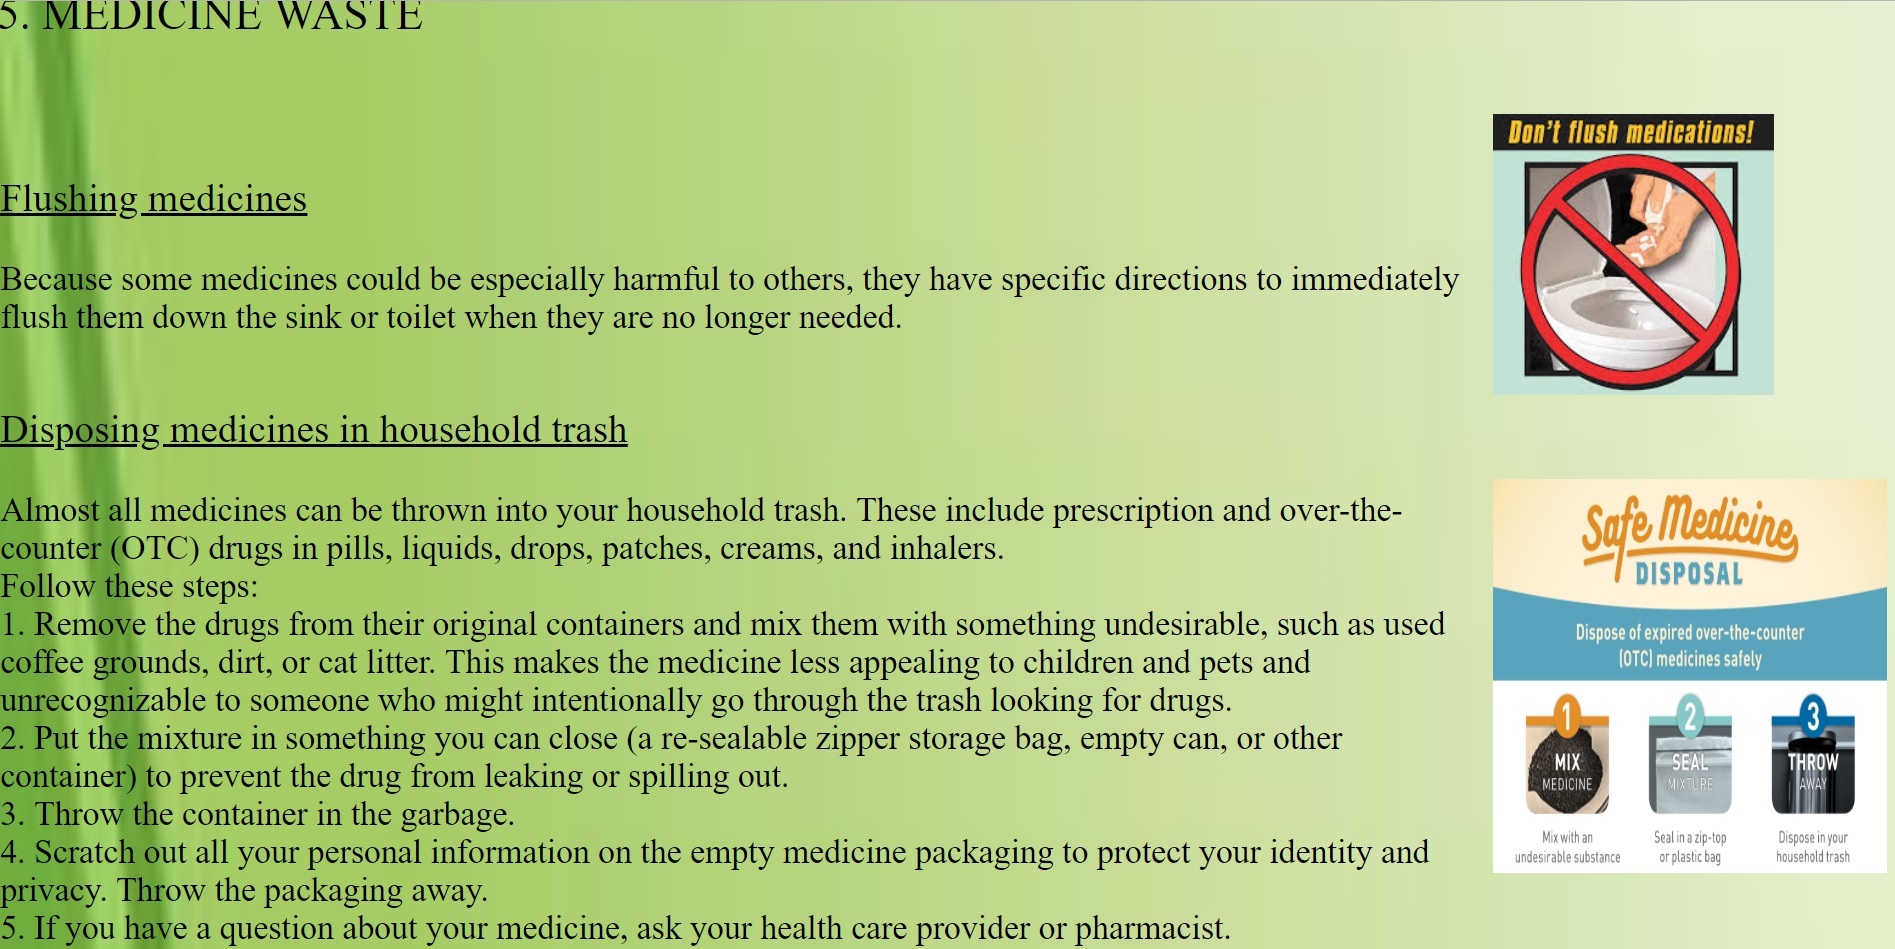 5. MEDICINE WASTE
Don't flush medications!
Flushing medicines
Because some medicines could be especially harmful to others, they have specific directions to immediately
flush them down the sink or toilet when they are no longer needed.
Disposing medicines in household trash
Almost all medicines can be thrown into your household trash. These include prescription and over-the-
counter (OTC) drugs in pills, liquids, drops, patches, creams, and inhalers.
Follow these steps:
1. Remove the drugs from their original containers and mix them with something undesirable, such as used
coffee grounds, dirt, or cat litter. This makes the medicine less appealing to children and pets and
unrecognizable to someone who might intentionally go through the trash looking for drugs.
2. Put the mixture in something you can close (a re-sealable zipper storage bag, empty can, or other
container) to prevent the drug from leaking or spilling out.
3. Throw the container in the garbage.
4. Scratch out all your personal information on the empty medicine packaging to protect your identity and
privacy. Throw the packaging away.
5. If you have a question about your medicine, ask your health care provider or pharmacist.
Safe Medicine
DISPOSAL
Dispose of expired over-the-counter
(OTC) medicines safely
1
MIX
MEDICINE
Mix with an
undesirable substance
2
SEAL
MIXTURE
Seal in a zip-top
or plastic bag
3
THROW
AWAY
Dispose in your
household trash